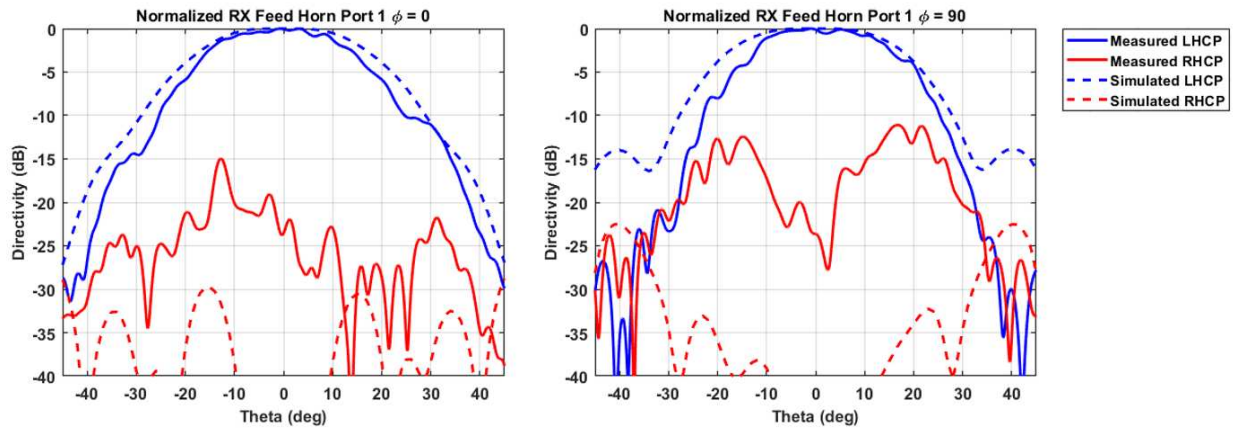 Normalized RX Feed Horn Port 1 ϕ = 0
0
-5
-10
-15
-20
-25
-30
-35
-40
Directivity (dB)
-40 -30 -20 -10 0 10 20 30 40
Theta (deg)
Normalized RX Feed Horn Port 1 ϕ = 90
0
-5
-10
-15
-20
-25
-30
-35
-40
Directivity (dB)
-40 -30 -20 -10 0 10 20 30 40
Theta (deg)
Measured LHCP
Measured RHCP
Simulated LHCP
Simulated RHCP